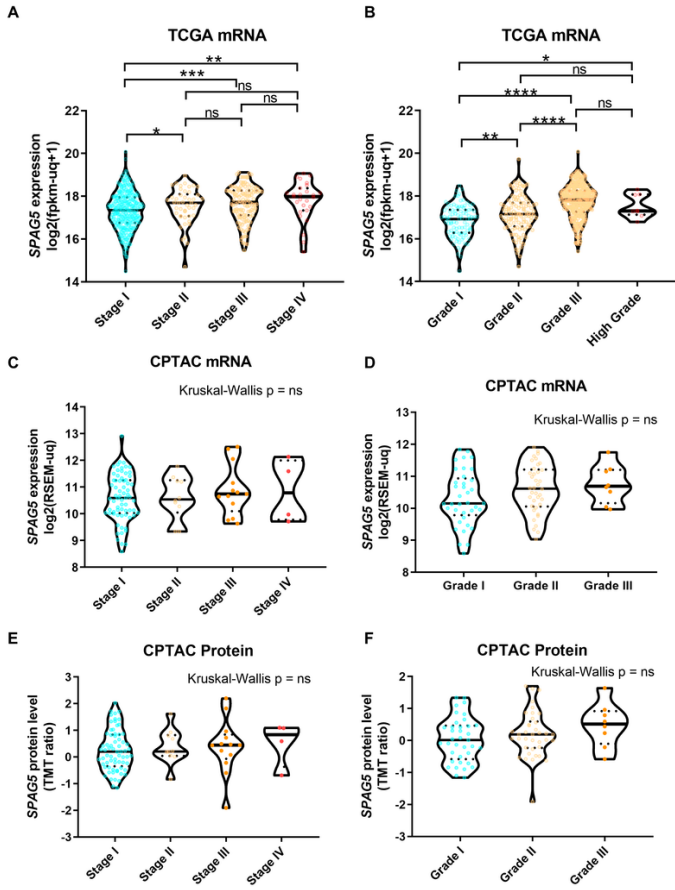 A
TCGA mRNA
**
***
ns
ns
ns
*
SPAG5 expression
log2(fpkm-uq+1)
22
20
18
16
14
Stage I
Stage II
Stage III
Stage IV
B
TCGA mRNA
*
ns
****
ns
****
**
SPAG5 expression
log2(fpkm-uq+1)
22
20
18
16
14
Grade I
Grade II
Grade III
High Grade
C
CPTAC mRNA
Kruskal-Wallis p = ns
SPAG5 expression
log2(RSEM-uq)
14
13
12
11
10
9
8
Stage I
Stage II
Stage III
Stage IV
D
CPTAC mRNA
Kruskal-Wallis p = ns
SPAG5 expression
log2(RSEM-uq)
13
12
11
10
9
8
Grade I
Grade II
Grade III
E
CPTAC Protein
Kruskal-Wallis p = ns
SPAG5 protein level
(TMT ratio)
3
2
1
0
-1
-2
-3
Stage I
Stage II
Stage III
Stage IV
F
CPTAC Protein
Kruskal-Wallis p = ns
SPAG5 protein level
(TMT ratio)
2
1
0
-1
-2
-3
Grade I
Grade II
Grade III